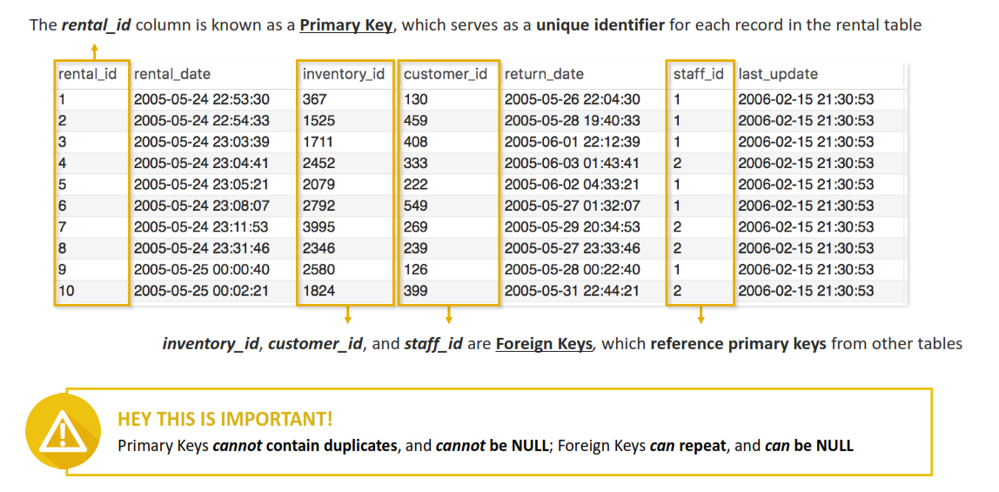 The rental_id column is known as a Primary Key, which serves as a unique identifier for each record in the rental table
rental_id rental_date inventory_id customer_id return_date staff_id last_update
1 2005-05-24 22:53:30 367 130 2005-05-26 22:04:30 1 2006-02-15 21:30:53
2 2005-05-24 22:54:33 1525 459 2005-05-28 19:40:33 1 2006-02-15 21:30:53
3 2005-05-24 23:03:39 1711 408 2005-06-01 22:12:39 1 2006-02-15 21:30:53
4 2005-05-24 23:04:41 2452 333 2005-06-03 01:43:41 2 2006-02-15 21:30:53
5 2005-05-24 23:05:21 2079 222 2005-06-02 04:33:21 1 2006-02-15 21:30:53
6 2005-05-24 23:08:07 2792 549 2005-05-27 01:32:07 1 2006-02-15 21:30:53
7 2005-05-24 23:11:53 3995 269 2005-05-29 20:34:53 2 2006-02-15 21:30:53
8 2005-05-24 23:31:46 2346 239 2005-05-27 23:33:46 2 2006-02-15 21:30:53
9 2005-05-25 00:00:40 2580 126 2005-05-28 00:22:40 1 2006-02-15 21:30:53
10 2005-05-25 00:02:21 1824 399 2005-05-31 22:44:21 2 2006-02-15 21:30:53
inventory_id, customer_id, and staff_id are Foreign Keys, which reference primary keys from other tables
HEY THIS IS IMPORTANT!
Primary Keys cannot contain duplicates, and cannot be NULL; Foreign Keys can repeat, and can be NULL